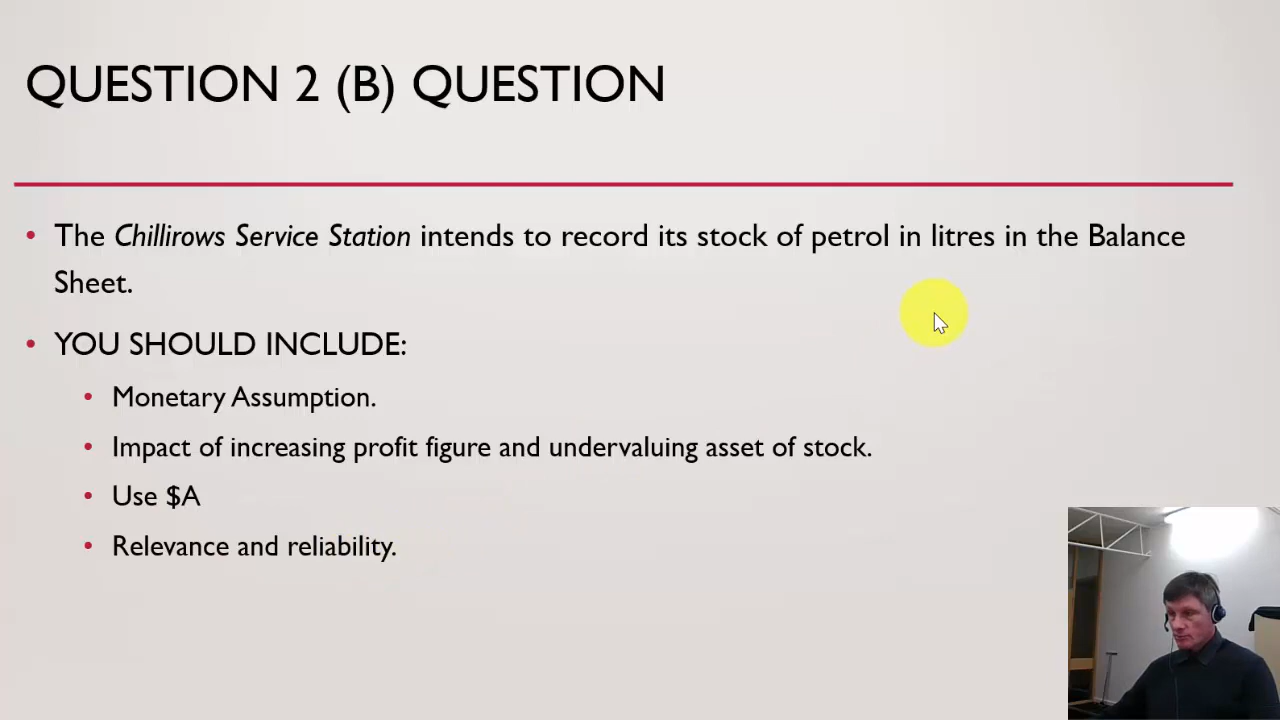 QUESTION 2 (B) QUESTION
• The Chillirows Service Station intends to record its stock of petrol in litres in the Balance
Sheet.
• YOU SHOULD INCLUDE:
• Monetary Assumption.
• Impact of increasing profit figure and undervaluing asset of stock.
• Use $A
• Relevance and reliability.